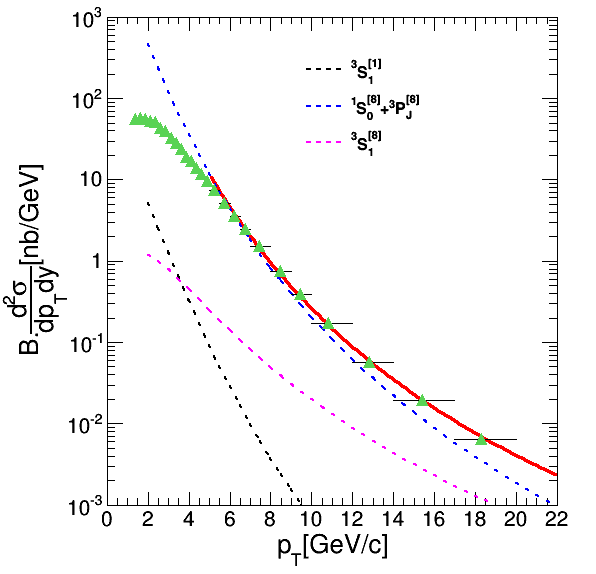 10³
10²
10
1
10⁻¹
10⁻²
10⁻³
B.d²σ/dp_Tdy[nb/GeV]
³S₁^[1]
¹S₀^[8]+³P_J^[8]
³S₁^[8]
0 2 4 6 8 10 12 14 16 18 20 22
p_T[GeV/c]